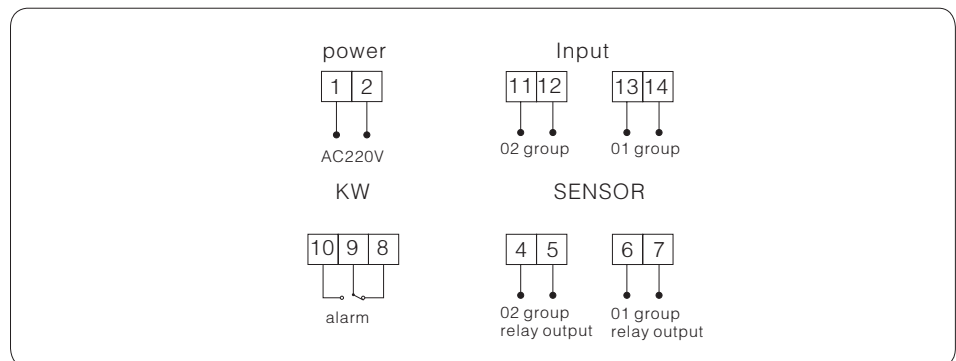 power
1 2
AC220V
Input
11 12
02 group
13 14
01 group
KW
10 9 8
alarm
SENSOR
4 5
02 group
relay output
6 7
01 group
relay output